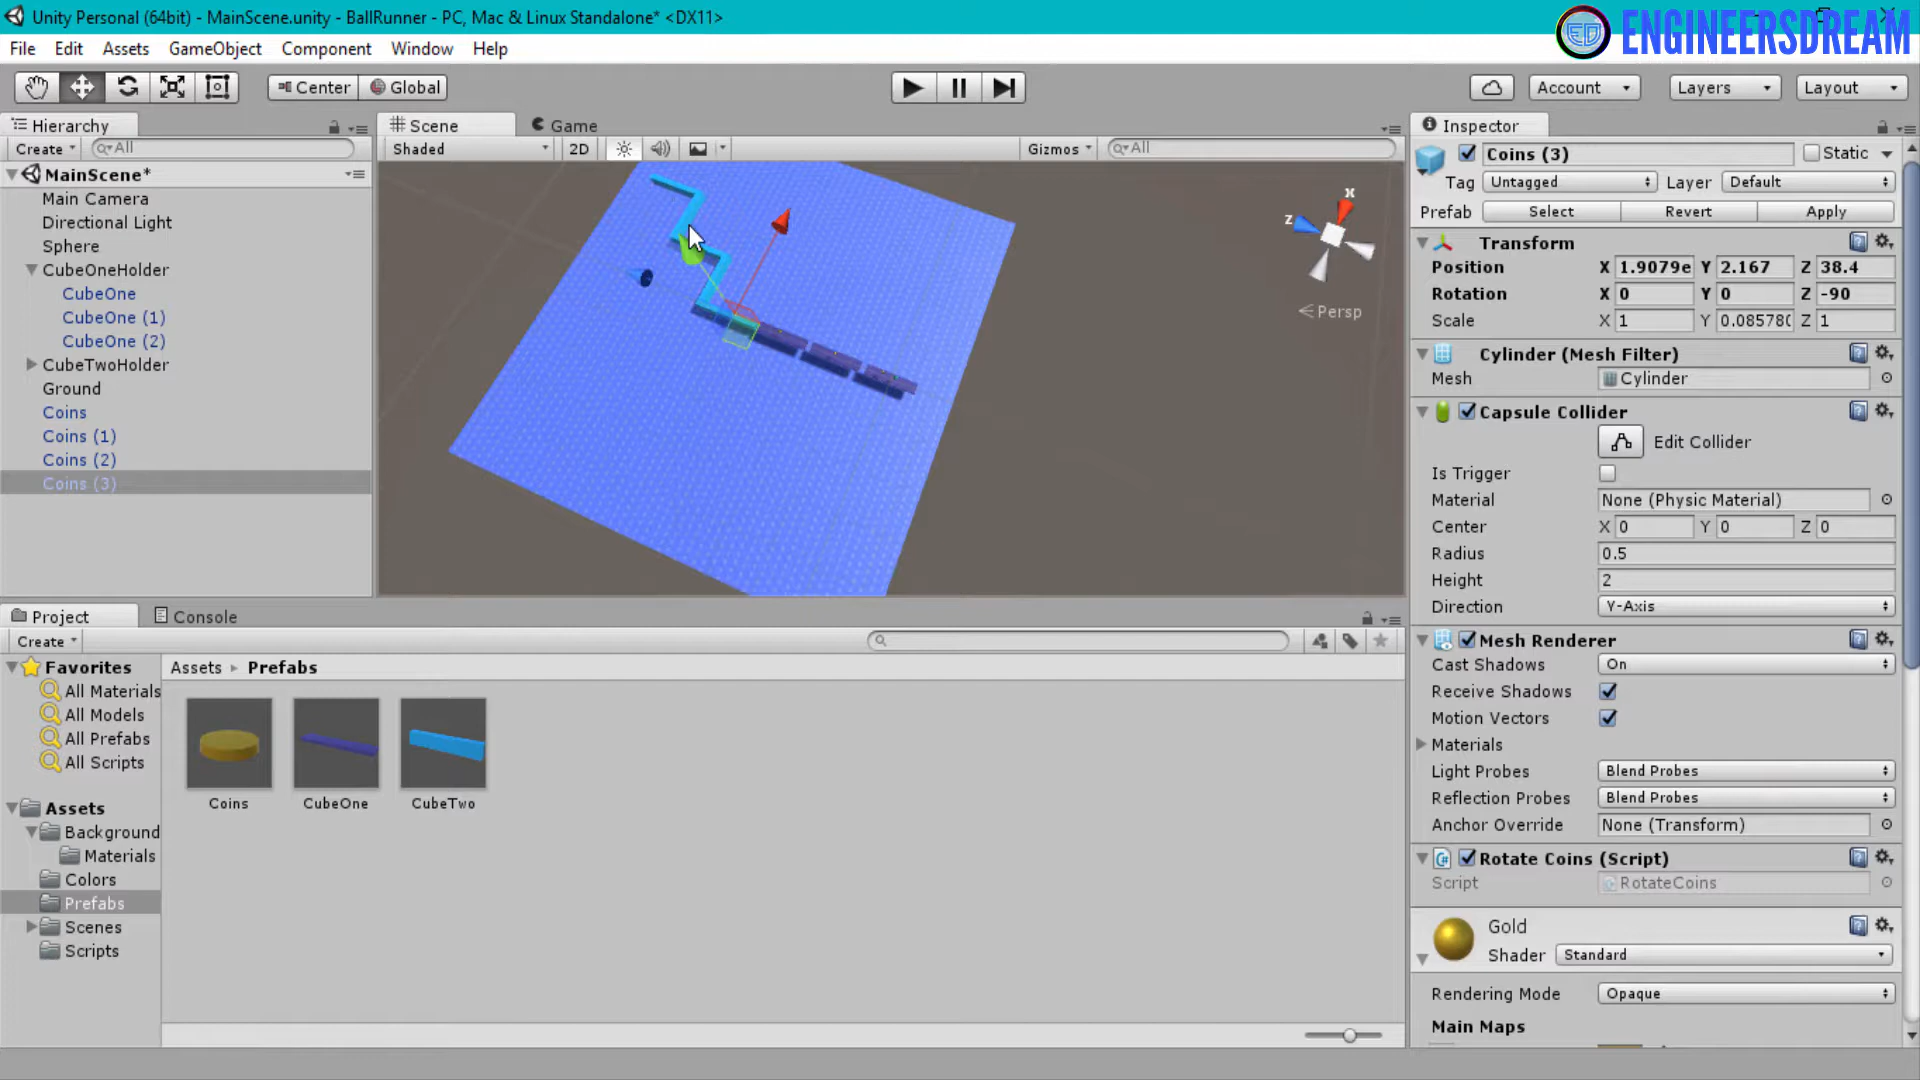 Unity Personal (64bit) - MainScene.unity - BallRunner - PC, Mac & Linux Standalone* <DX11>
ENGINEERSDREAM
File Edit Assets GameObject Component Window Help
Center Global Account Layers Layout
Hierarchy
Create All
MainScene*
Main Camera
Directional Light
Sphere
CubeOneHolder
CubeOne
CubeOne (1)
CubeOne (2)
CubeTwoHolder
Ground
Coins
Coins (1)
Coins (2)
Coins (3)
Scene Game
Shaded 2D Gizmos All
x
z
Persp
Inspector
Coins (3) Static
Tag Untagged Layer Default
Prefab Select Revert Apply
Transform
Position X 1.9079e Y 2.167 Z 38.4
Rotation X 0 Y 0 Z -90
Scale X 1 Y 0.08578( Z 1
Cylinder (Mesh Filter)
Mesh Cylinder
Capsule Collider
Edit Collider
Is Trigger
Material None (Physic Material)
Center X 0 Y 0 Z 0
Radius 0.5
Height 2
Direction Y-Axis
Mesh Renderer
Cast Shadows On
Receive Shadows
Motion Vectors
Materials
Light Probes Blend Probes
Reflection Probes Blend Probes
Anchor Override None (Transform)
Rotate Coins (Script)
Script RotateCoins
Gold
Shader Standard
Rendering Mode Opaque
Main Maps
Project Console
Create
Favorites
All Materials
All Models
All Prefabs
All Scripts
Assets
Background
Materials
Colors
Prefabs
Scenes
Scripts
Assets Prefabs
Coins CubeOne CubeTwo